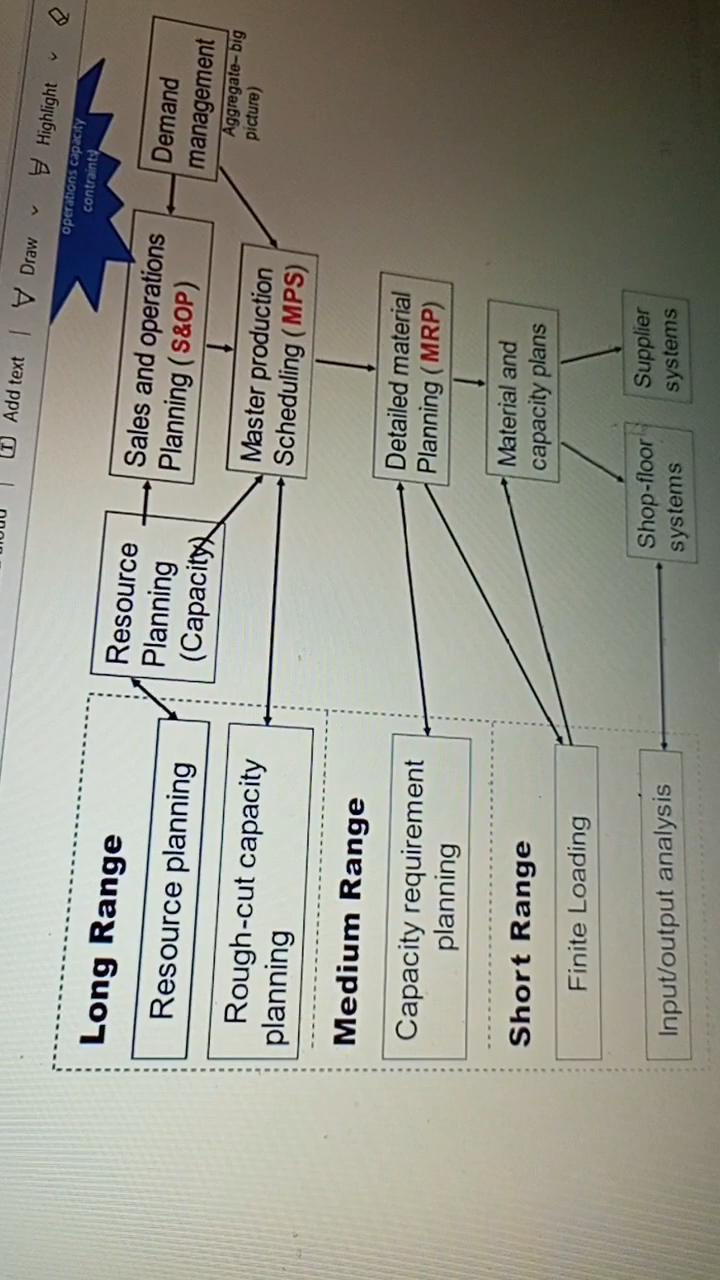 Add text
Draw
Highlight
operations capacity
contraints
Demand
management
Aggregate– big
picture)
Resource
Planning
(Capacity)
Sales and operations
Planning ( S&OP)
Master production
Scheduling ( MPS)
Detailed material
Planning ( MRP)
Material and
capacity plans
Shop-floor
systems
Supplier
systems
Long Range
Resource planning
Rough-cut capacity
planning
Medium Range
Capacity requirement
planning
Short Range
Finite Loading
Input/output analysis